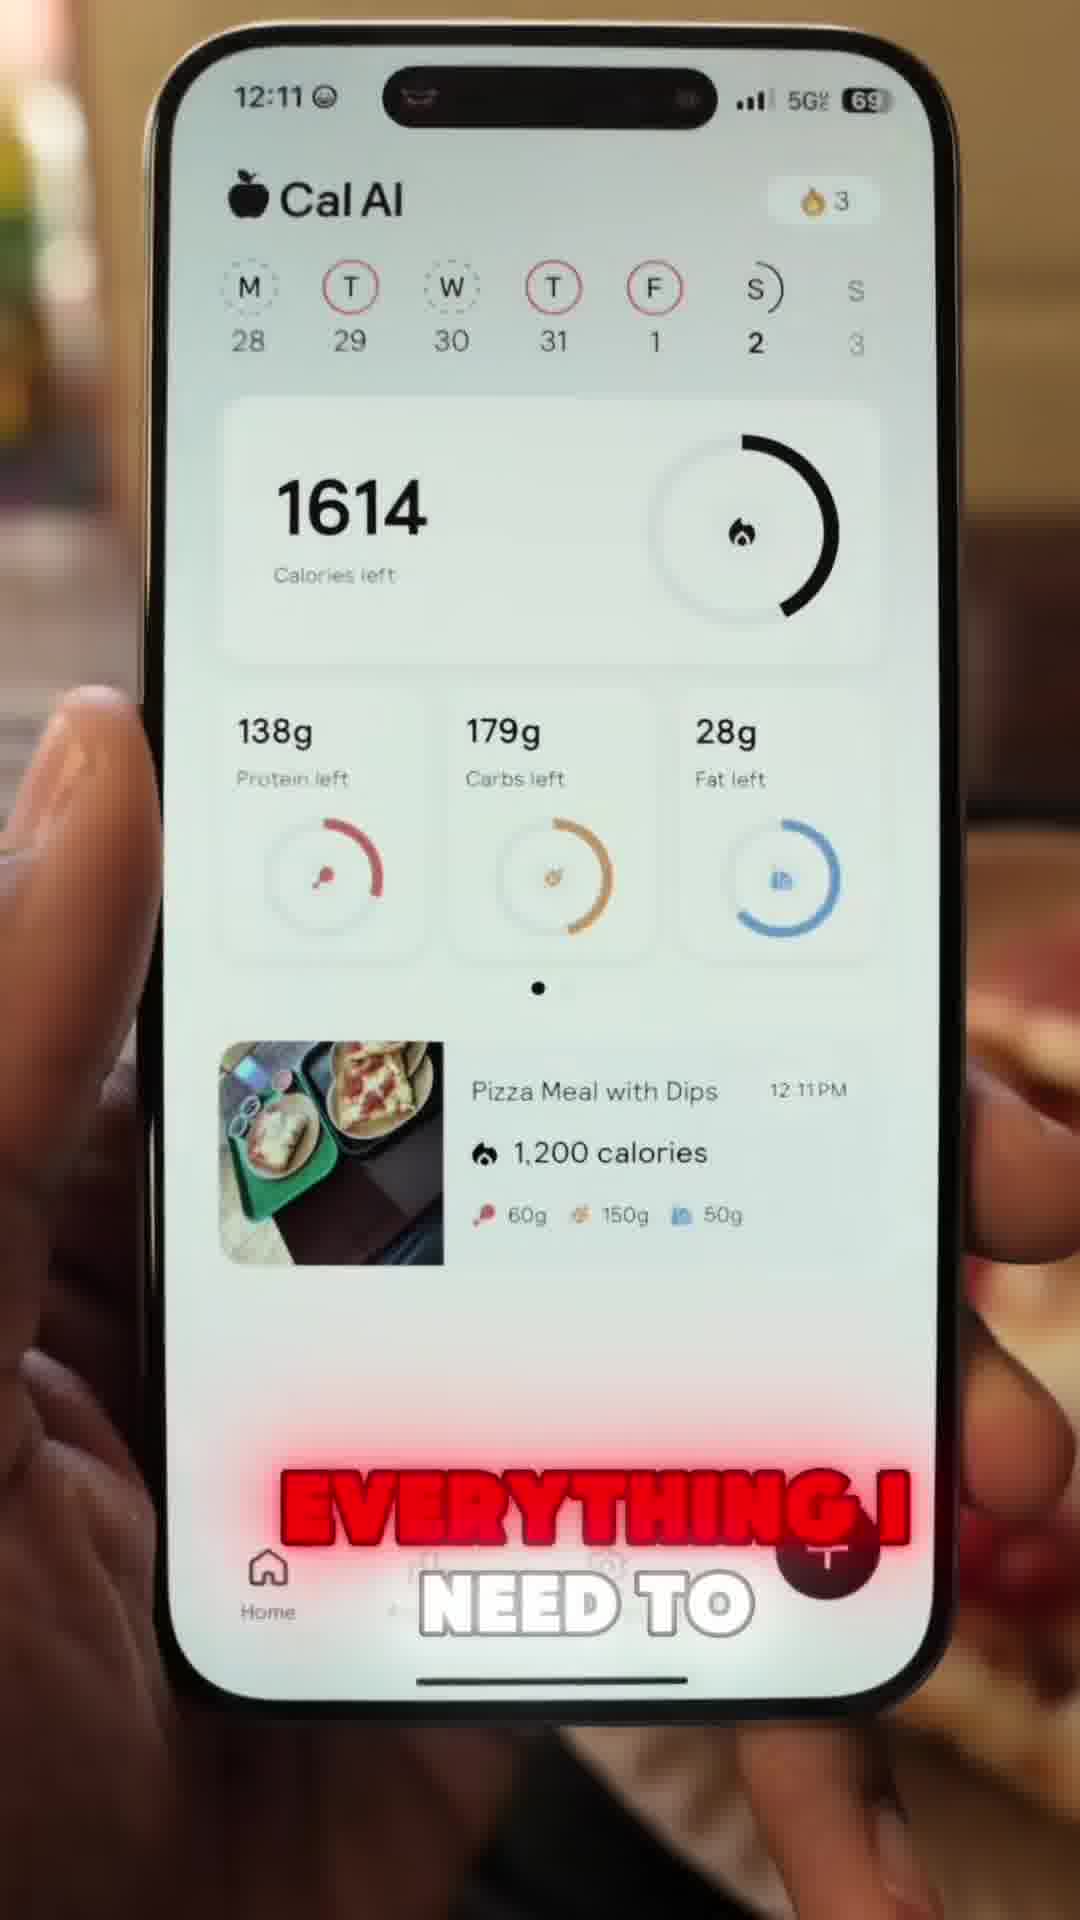 12:11 5G 69
Cal AI 3
M T W T F S S
28 29 30 31 1 2 3
1614
Calories left
138g 179g 28g
Protein left Carbs left Fat left
Pizza Meal with Dips 12 11 PM
1,200 calories
60g 150g 50g
EVERYTHING I
NEED TO
Home